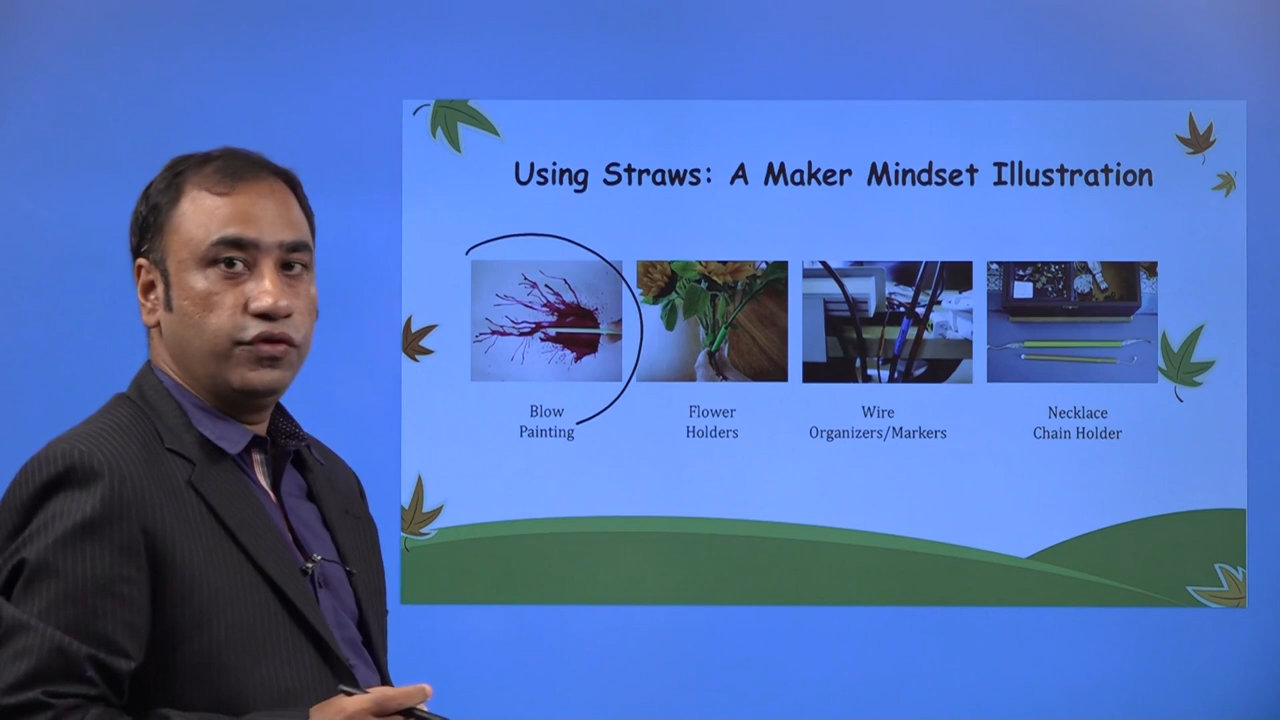 Using Straws: A Maker Mindset Illustration
Blow
Painting
Flower
Holders
Wire
Organizers/Markers
Necklace
Chain Holder